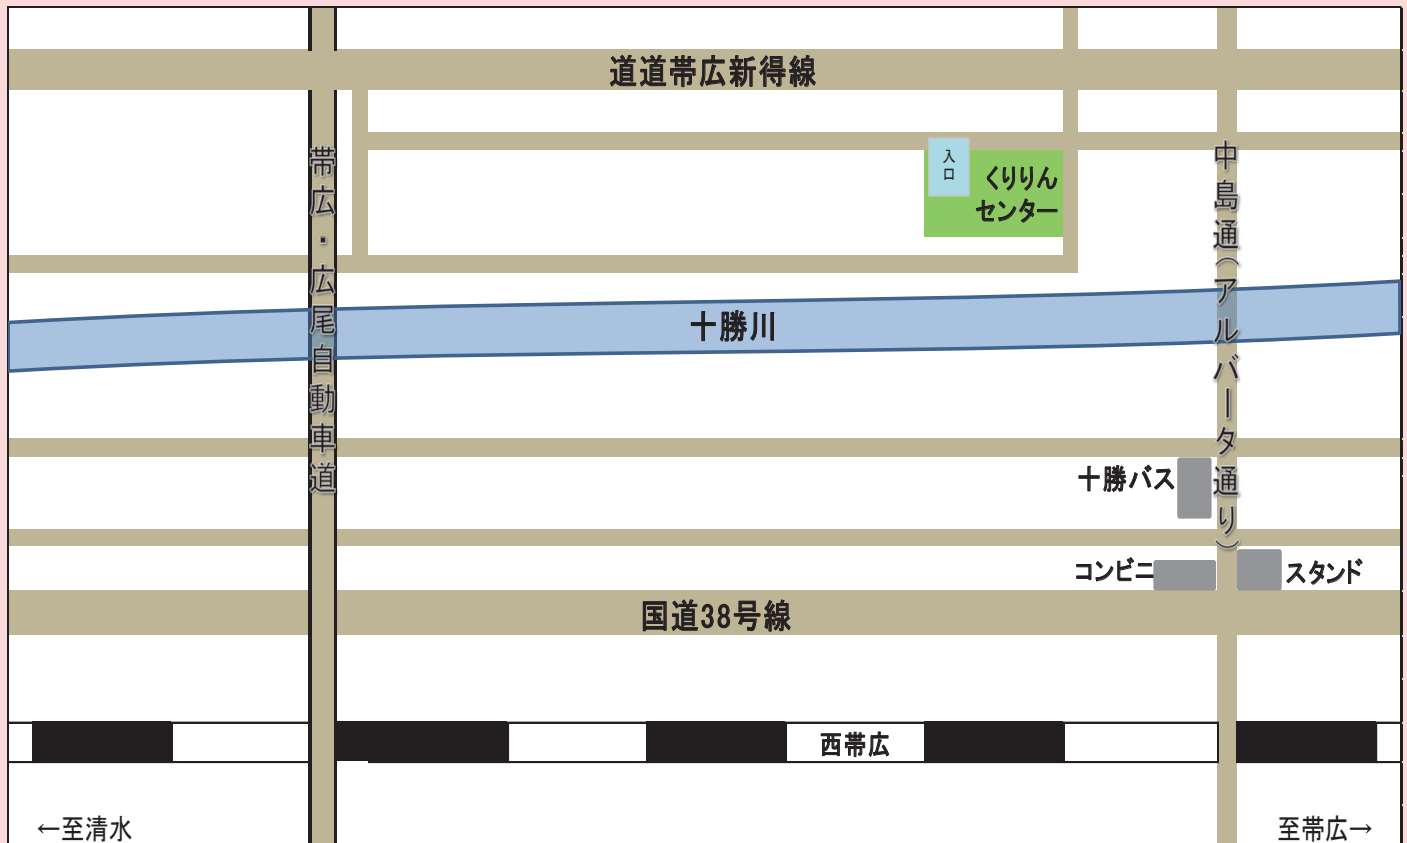 道道帯広新得線
帯広・広尾自動車道
中島通(アルバータ通り)
入口
くりりん
センター
十勝川
十勝バス
コンビニ
スタンド
国道38号線
西帯広
←至清水
至帯広→